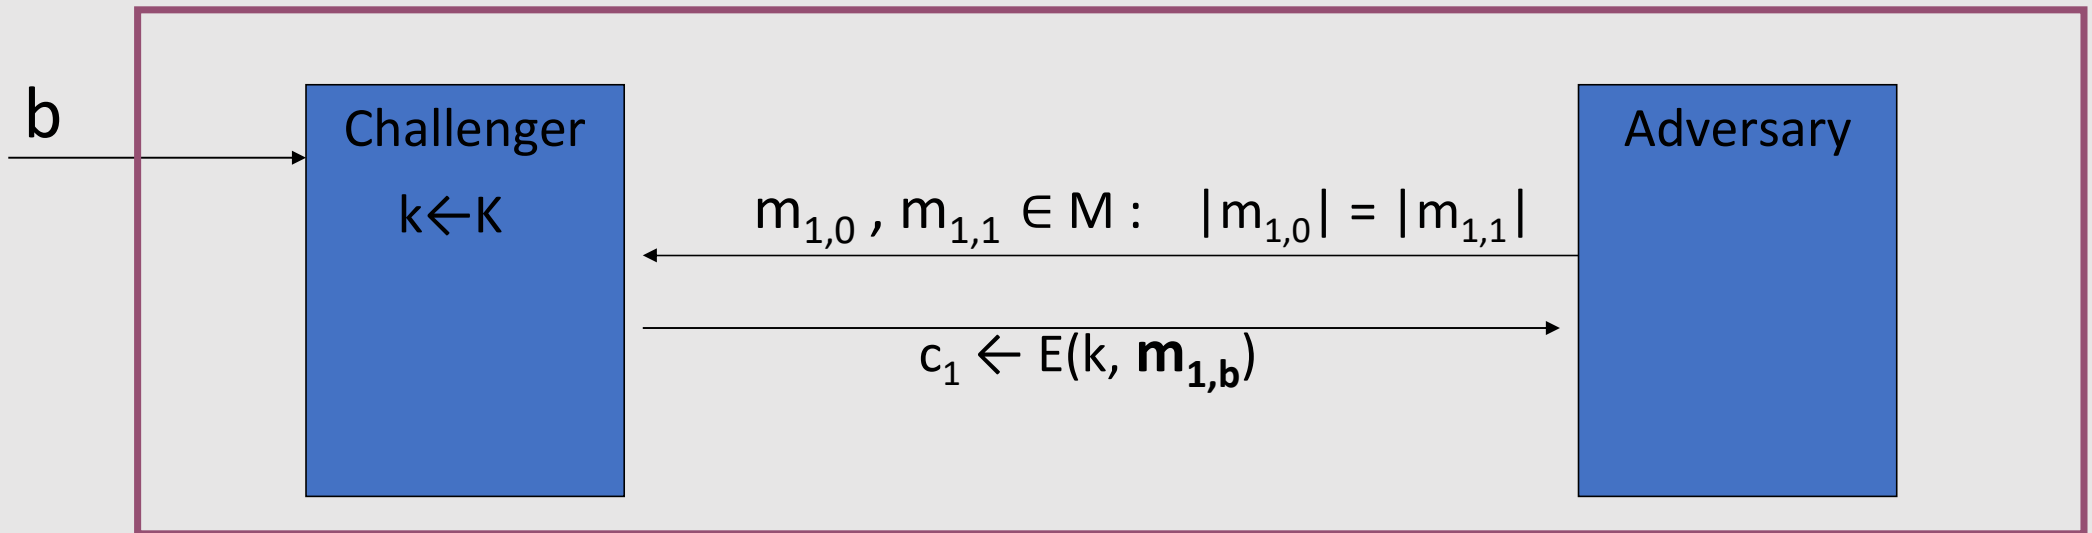 b
Challenger
Adversary
k←K
m₁,₀ , m₁,₁ ∈ M : |m₁,₀| = |m₁,₁|
c₁ ← E(k, m₁,b)